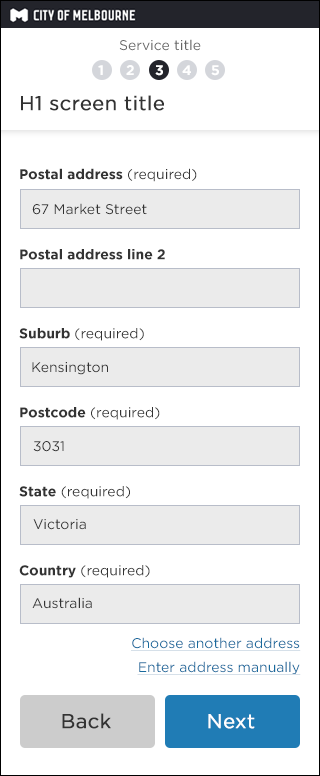 CITY OF MELBOURNE
Service title
1 2 3 4 5
H1 screen title
Postal address (required)
67 Market Street
Postal address line 2
Suburb (required)
Kensington
Postcode (required)
3031
State (required)
Victoria
Country (required)
Australia
Choose another address
Enter address manually
Back Next